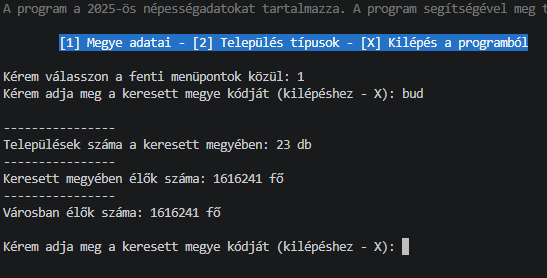 A program a 2025-ös népességadatokat tartalmazza. A program segítségével meg t
[1] Megye adatai - [2] Település típusok - [X] Kilépés a programból
Kérem válasszon a fenti menüpontok közül: 1
Kérem adja meg a keresett megye kódját (kilépéshez - X): bud
----------------
Települések száma a keresett megyében: 23 db
----------------
Keresett megyében élők száma: 1616241 fő
----------------
Városban élők száma: 1616241 fő
Kérem adja meg a keresett megye kódját (kilépéshez - X):